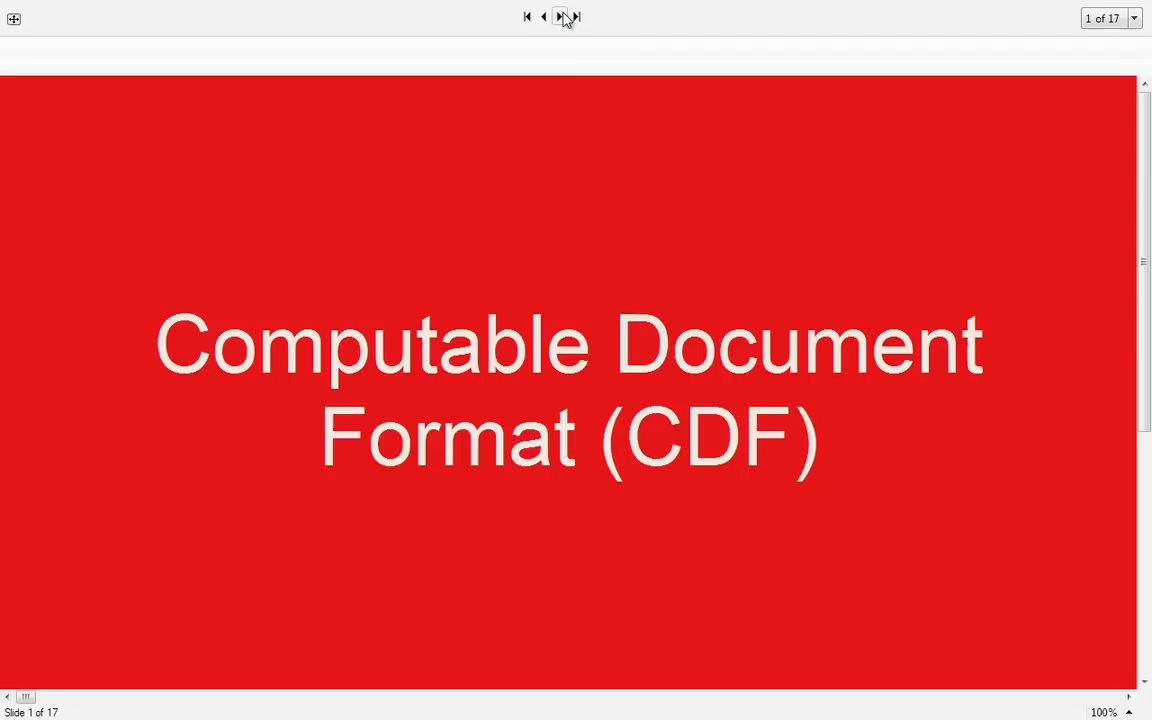 1 of 17
Computable Document
Format (CDF)
Slide 1 of 17
100%